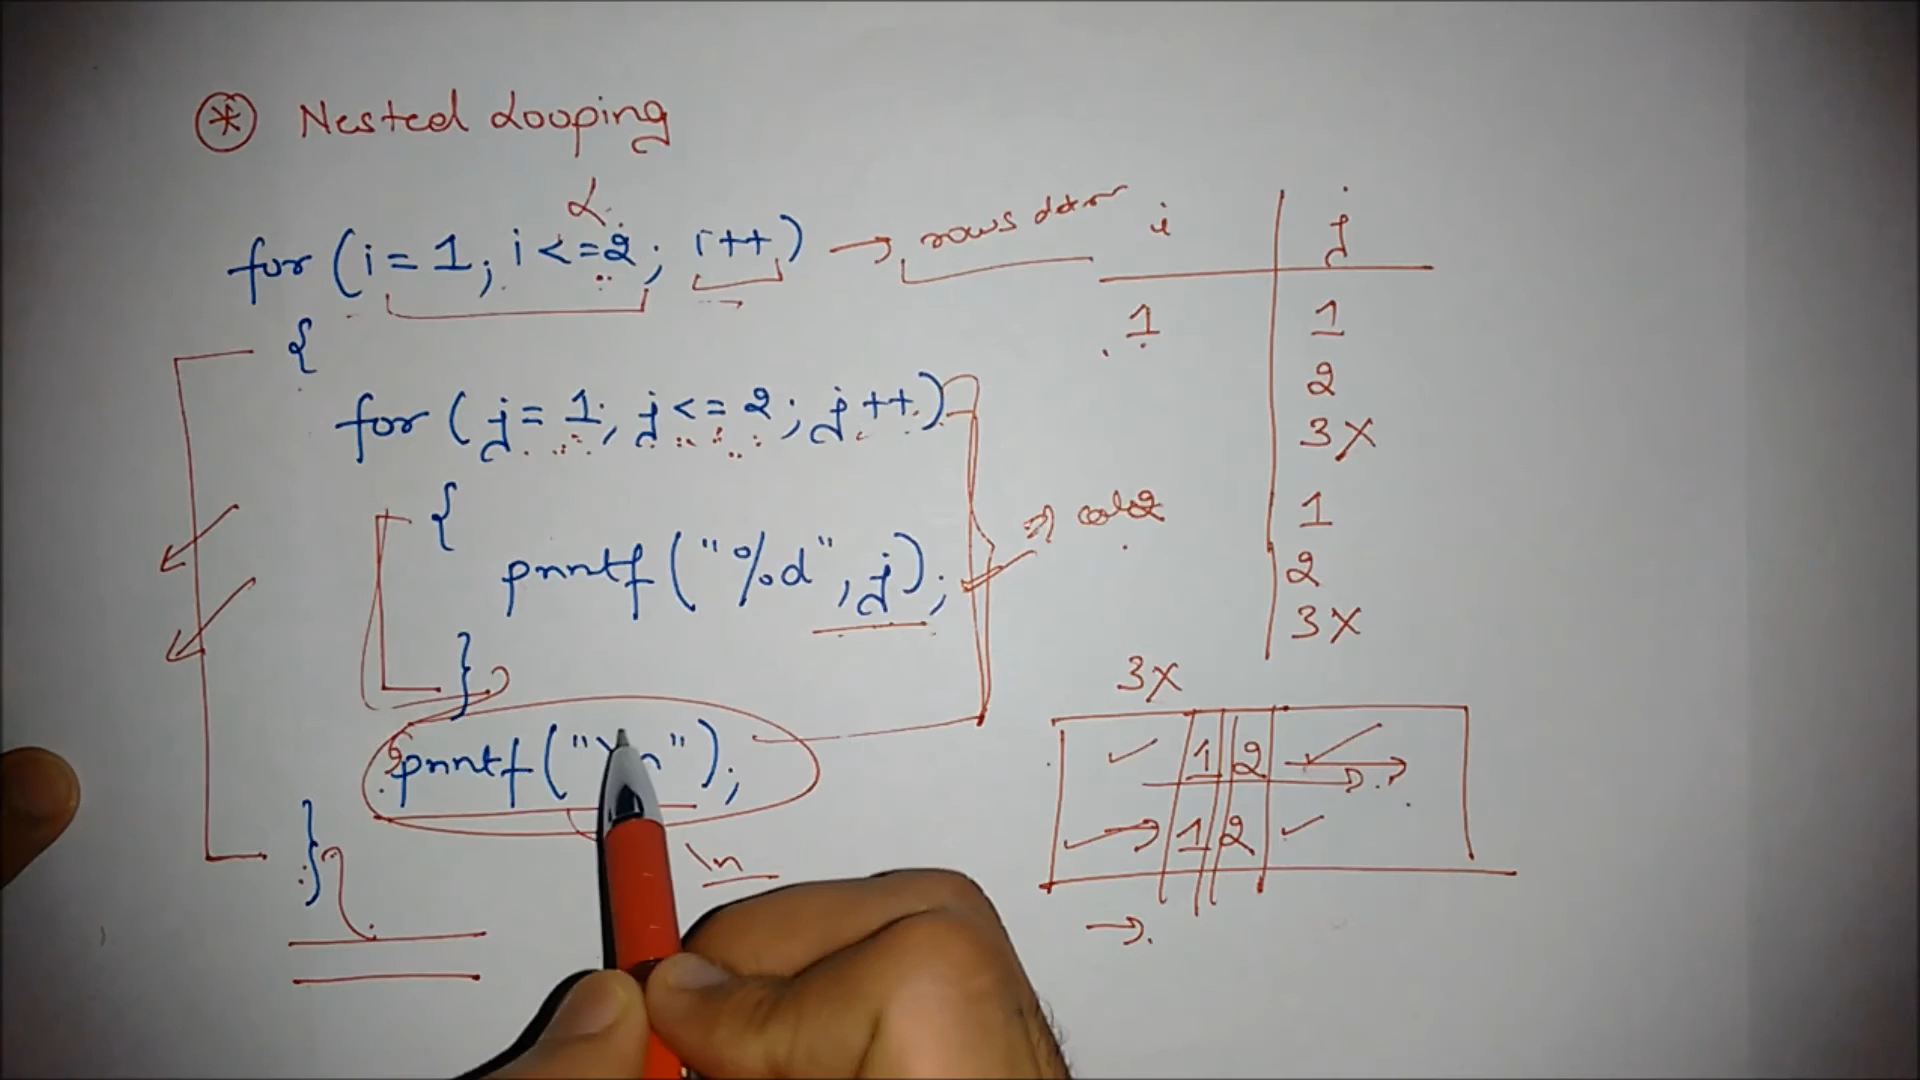 * Nested Looping
2
for (i=1; i<=2; i++) → rows
{
for (j=1; j<=2; j++)
{
printf("%d", j);
}
printf("\n");
}
\n
i j
1 1
2
3X
1
2
3X
3X
1 2
1 2